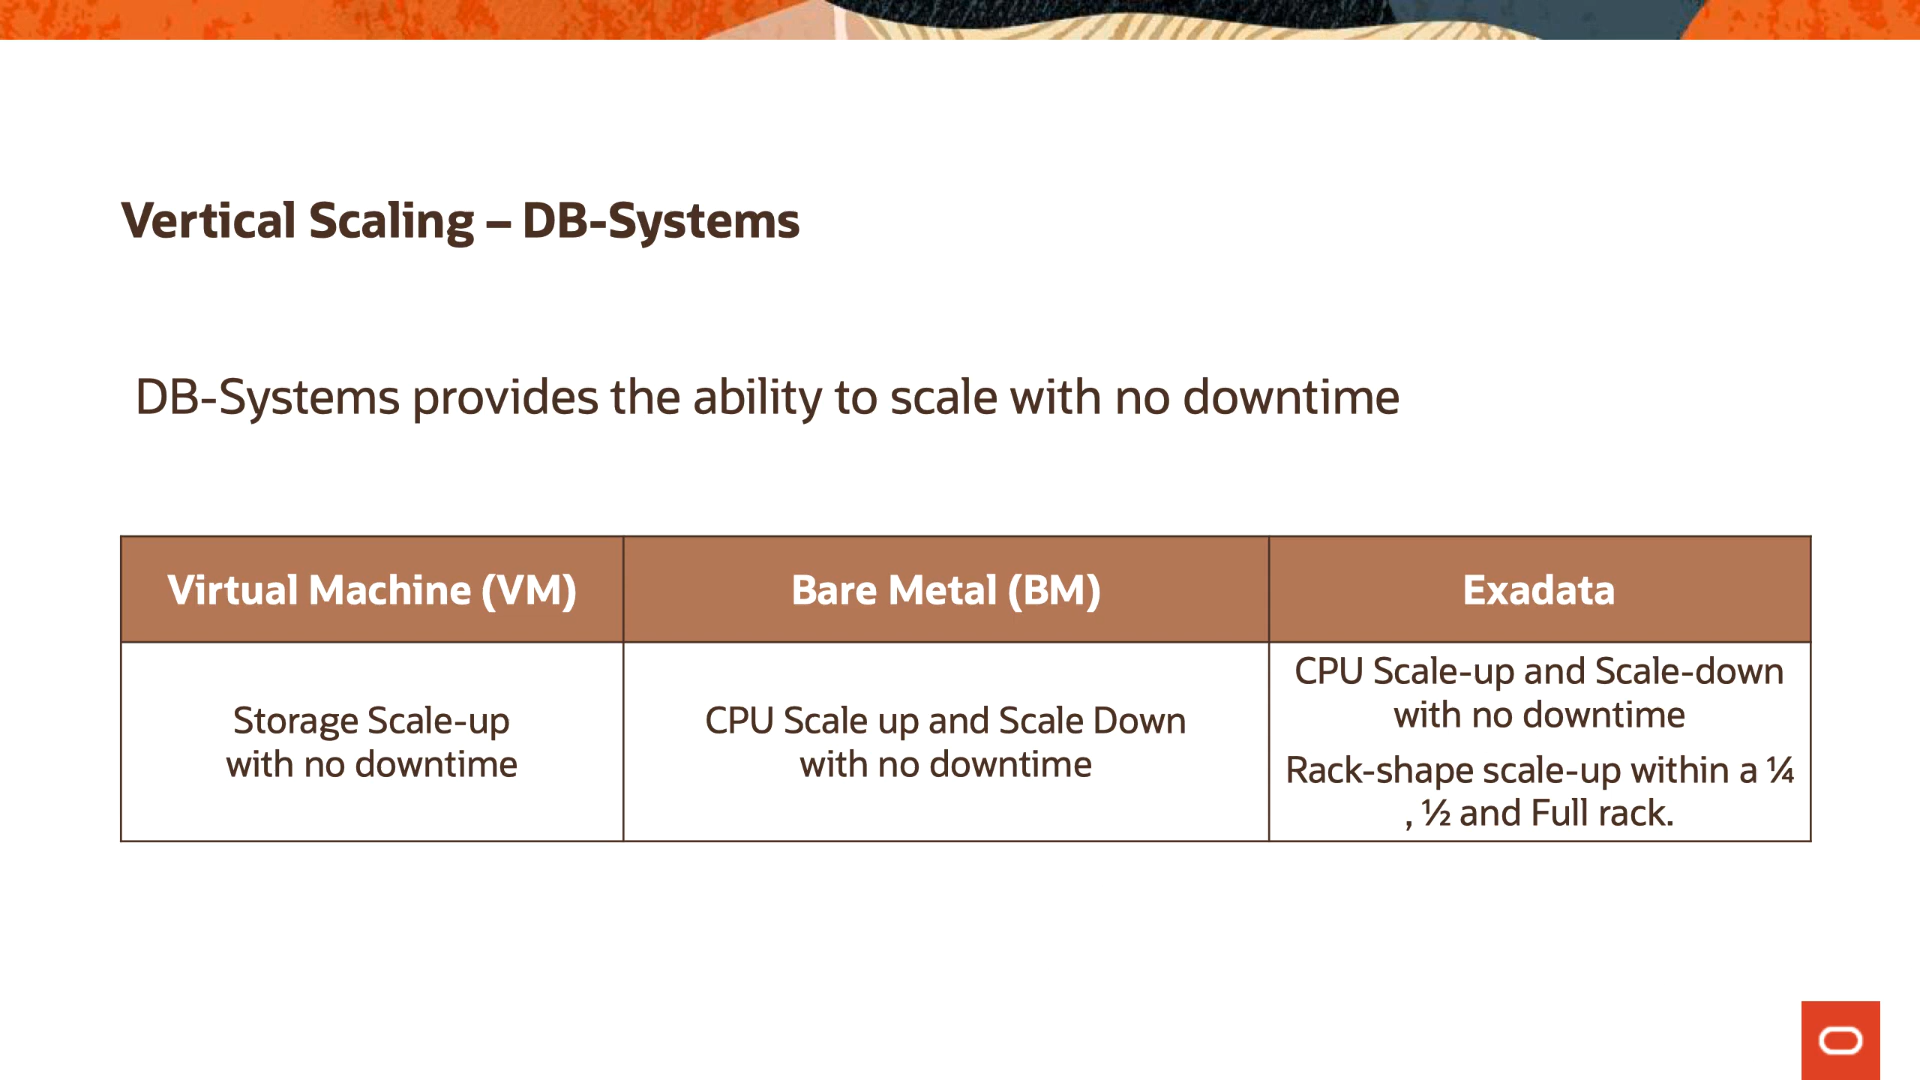 Vertical Scaling – DB-Systems
DB-Systems provides the ability to scale with no downtime
Virtual Machine (VM)
Bare Metal (BM)
Exadata
Storage Scale-up
with no downtime
CPU Scale up and Scale Down
with no downtime
CPU Scale-up and Scale-down
with no downtime
Rack-shape scale-up within a ¼
, ½ and Full rack.